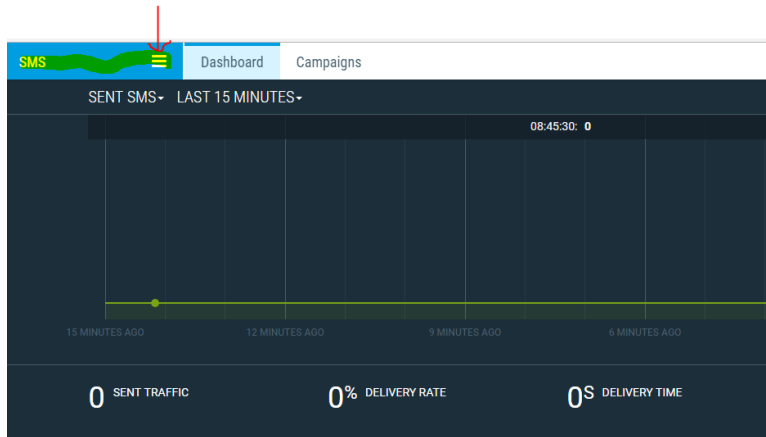 SMS Dashboard Campaigns
SENT SMS LAST 15 MINUTES
08:45:30: 0
15 MINUTES AGO 12 MINUTES AGO 9 MINUTES AGO 6 MINUTES AGO
0 SENT TRAFFIC 0% DELIVERY RATE 0S DELIVERY TIME